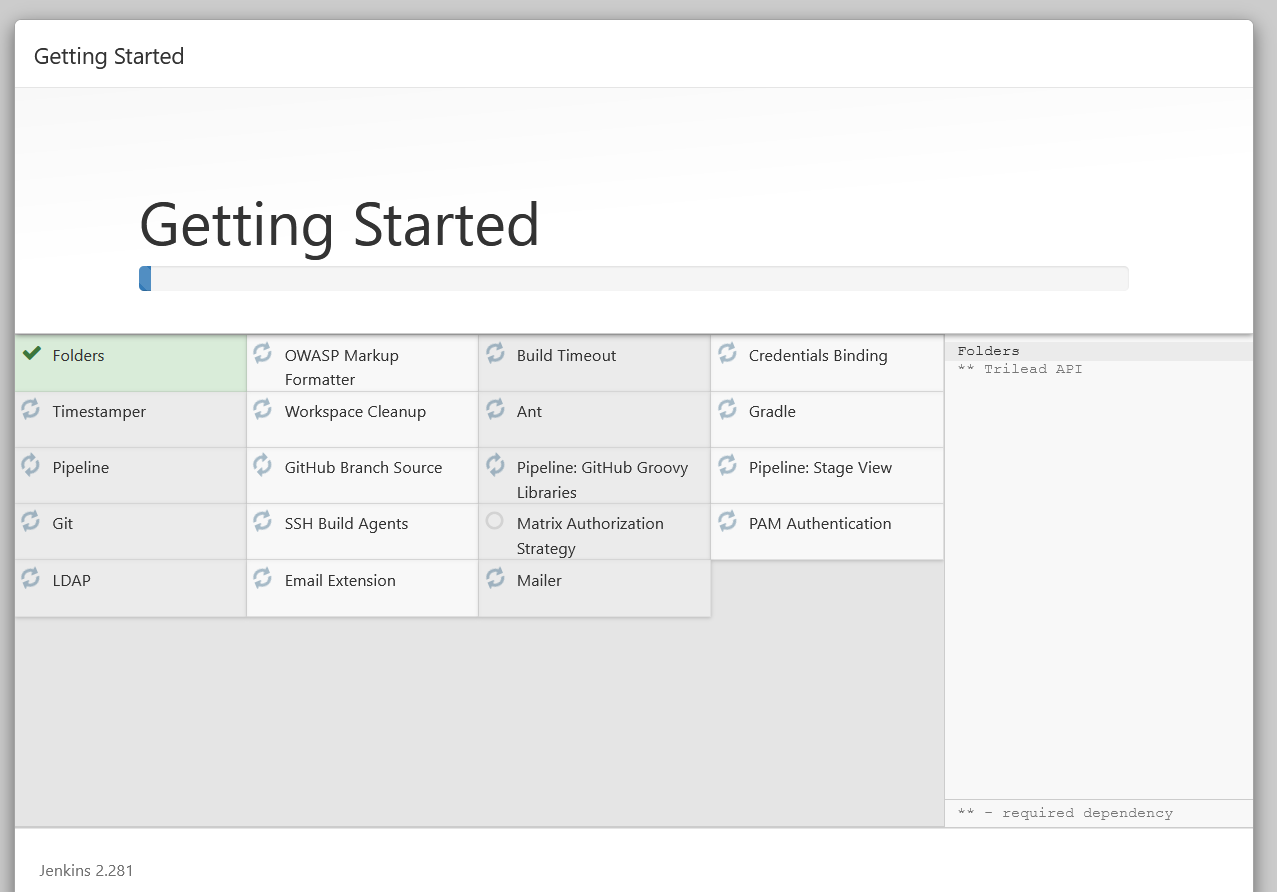 Getting Started
Getting Started
Folders
OWASP Markup
Formatter
Build Timeout
Credentials Binding
Timestamper
Workspace Cleanup
Ant
Gradle
Pipeline
GitHub Branch Source
Pipeline: GitHub Groovy
Libraries
Pipeline: Stage View
Git
SSH Build Agents
Matrix Authorization
Strategy
PAM Authentication
LDAP
Email Extension
Mailer
Folders
** Trilead API
** - required dependency
Jenkins 2.281